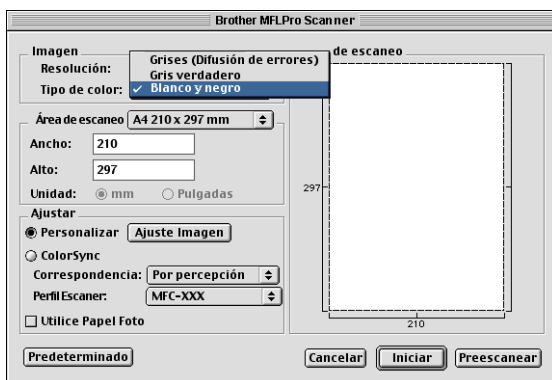 Brother MFLPro Scanner
Imagen
Resolución:
Tipo de color:
Grises (Difusión de errores)
Gris verdadero
✓ Blanco y negro
Área de escaneo
A4 210 x 297 mm
Ancho: 210
Alto: 297
Unidad: mm Pulgadas
Ajustar
Personalizar Ajuste Imagen
ColorSync
Correspondencia: Por percepción
Perfil Escaner: MFC-XXX
Utilice Papel Foto
de escaneo
297
210
Predeterminado Cancelar Iniciar Preescanear